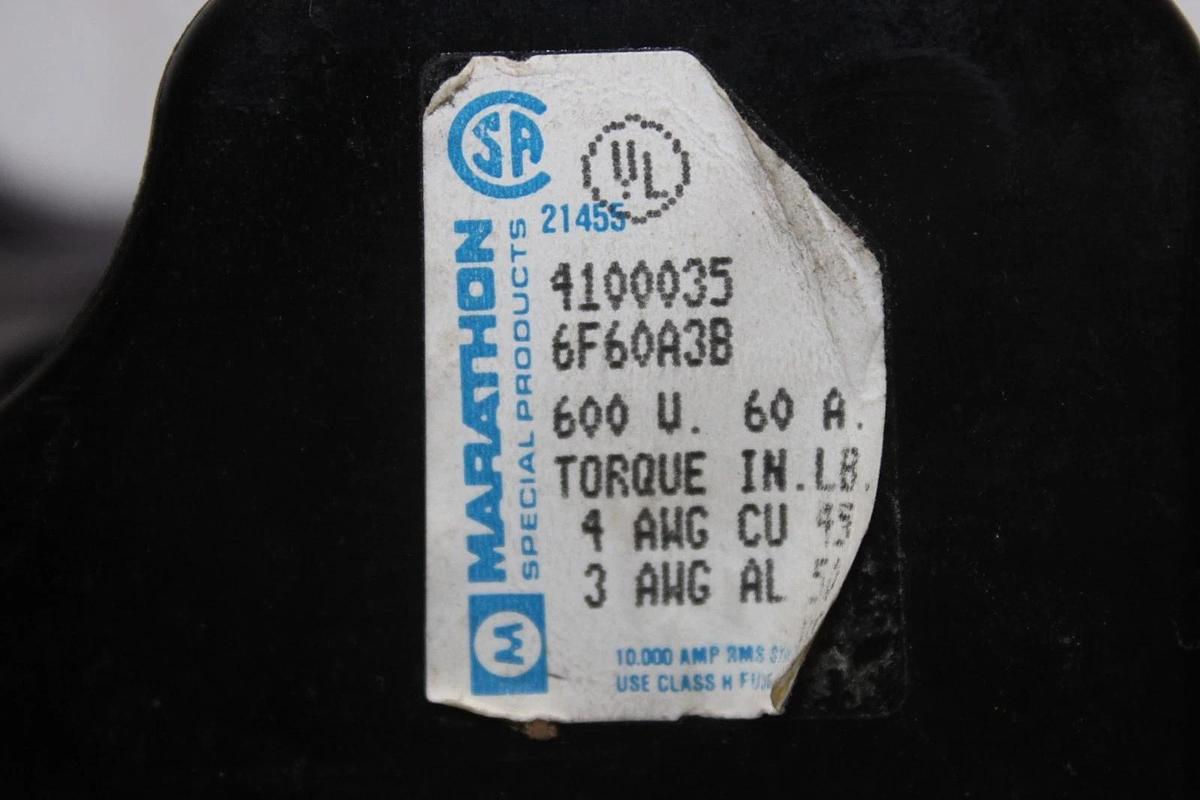 CSA
UL
21455
4100035
6F60A3B
600 V. 60 A.
TORQUE IN.LB.
4 AWG CU
3 AWG AL
10.000 AMP RMS
USE CLASS H
MARATHON
SPECIAL PRODUCTS
M